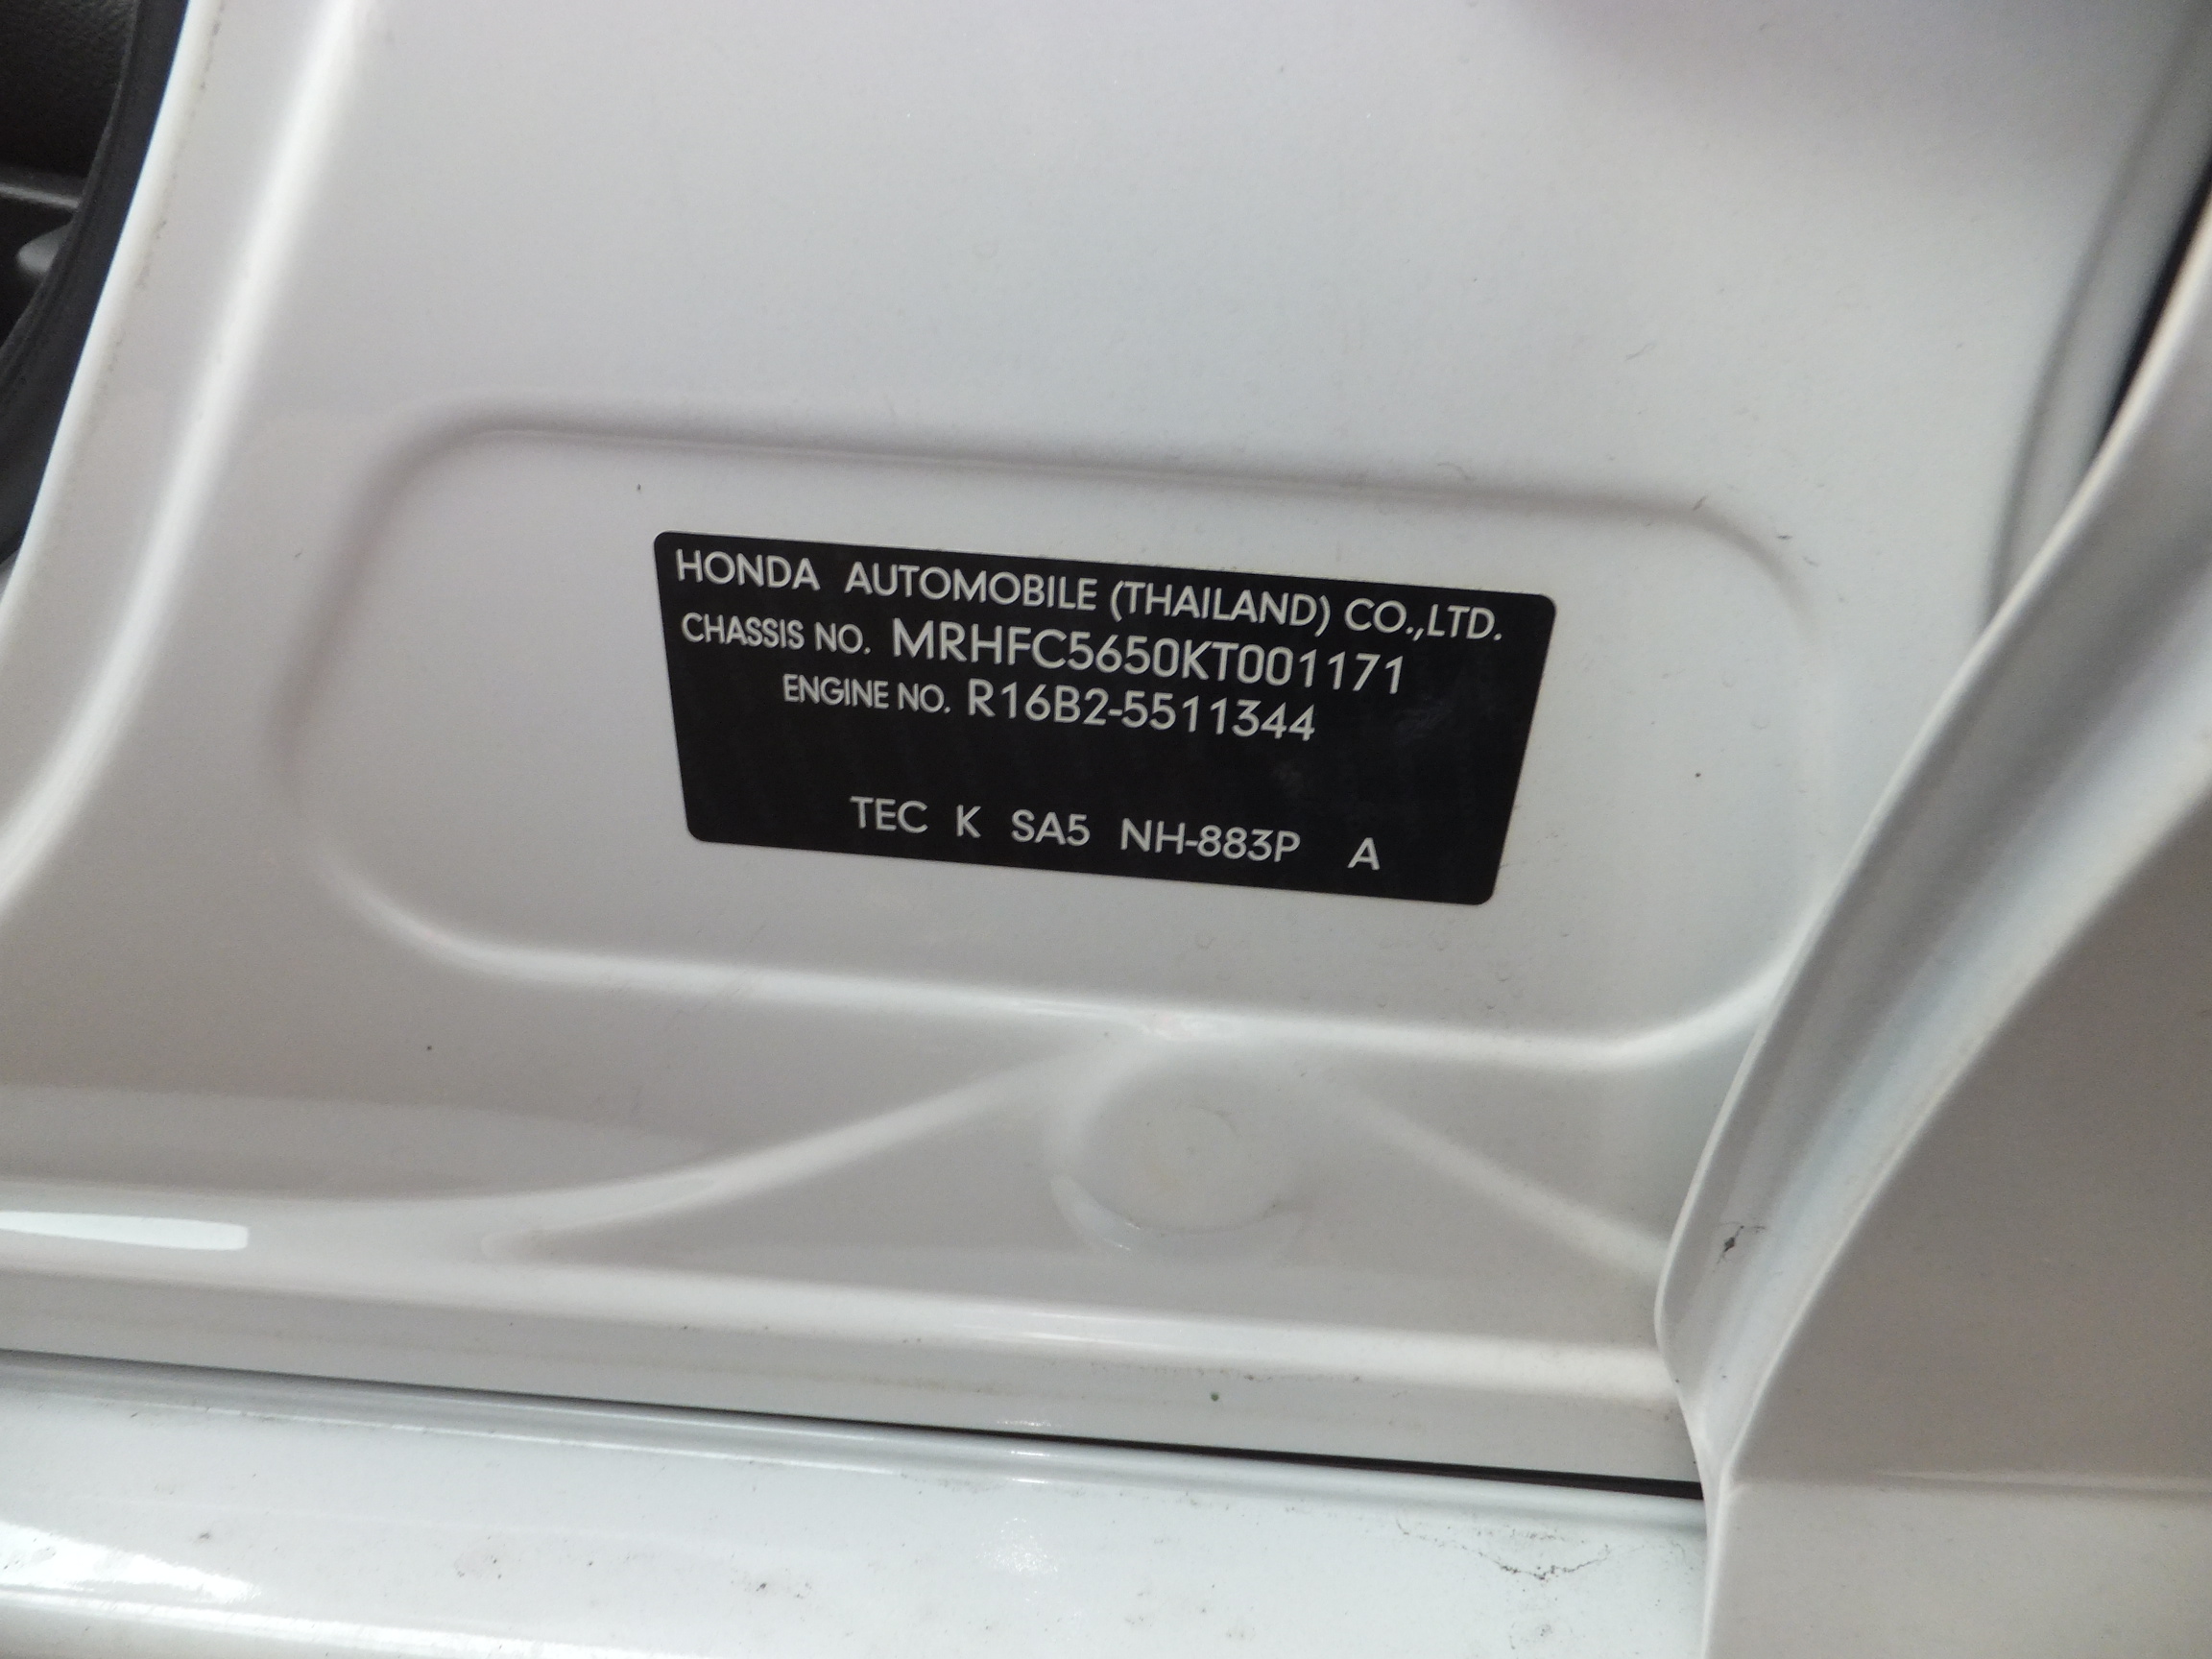 HONDA AUTOMOBILE (THAILAND) CO.,LTD.
CHASSIS NO. MRHFC5650KT001171
ENGINE NO. R16B2-5511344
TEC K SA5 NH-883P A